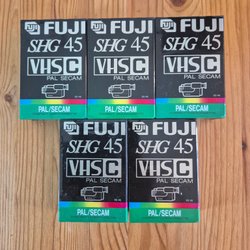 FUJI FUJI FUJI
SHG 45 SHG 45 SHG 45
VHS C VHS C VHS C
PAL SECAM PAL SECAM PAL SECAM
PAL/SECAM PAL/SECAM PAL/SECAM
FUJI FUJI
SHG 45 SHG 45
VHS C VHS C
PAL SECAM PAL SECAM
PAL/SECAM PAL/SECAM